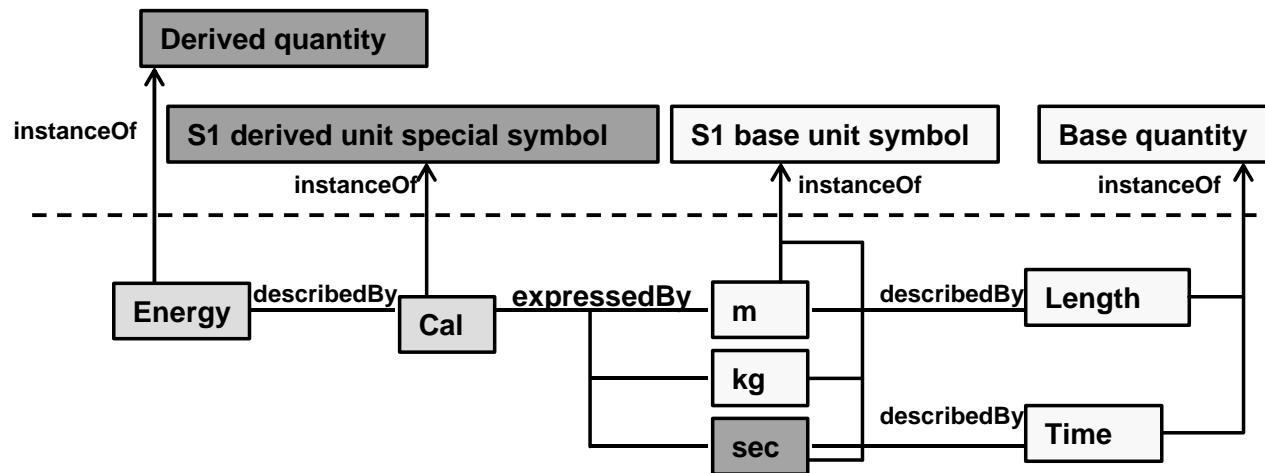 Derived quantity
instanceOf
S1 derived unit special symbol
S1 base unit symbol
Base quantity
instanceOf
instanceOf
instanceOf
Energy
describedBy
Cal
expressedBy
m
describedBy
Length
kg
sec
describedBy
Time